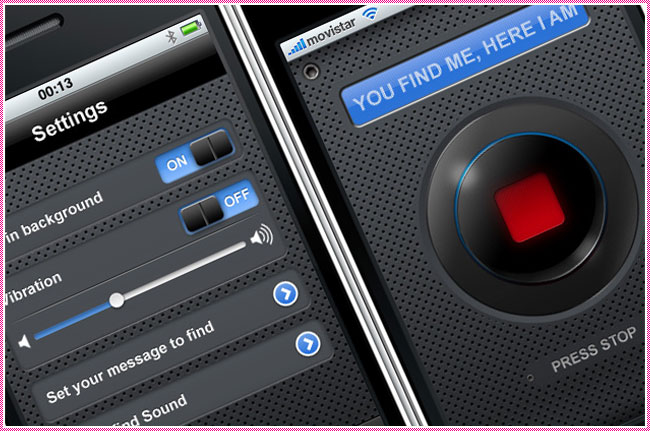 00:13
Settings
ON
in background
OFF
Vibration
Set your message to find
Find Sound
movistar
YOU FIND ME, HERE I AM
PRESS STOP